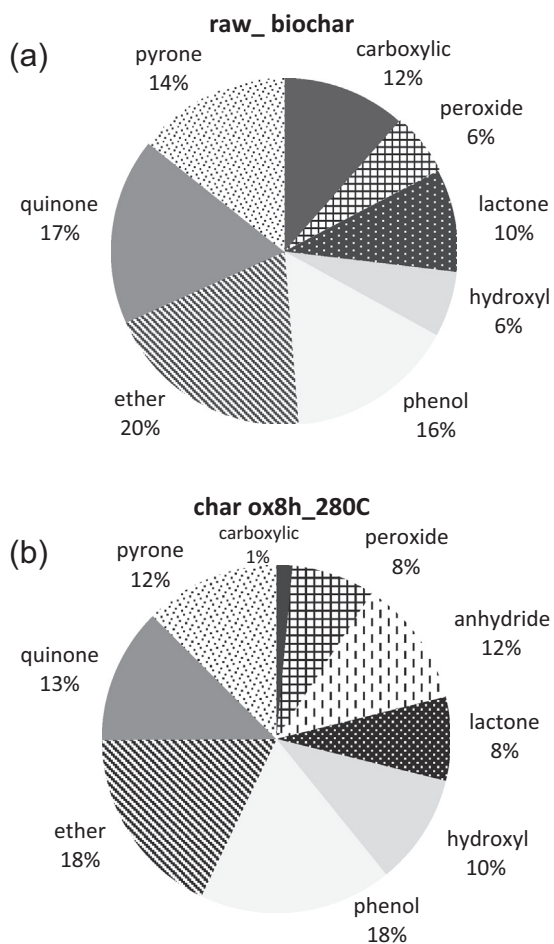 raw_ biochar
(a)
pyrone
14%
carboxylic
12%
peroxide
6%
lactone
10%
hydroxyl
6%
phenol
16%
ether
20%
quinone
17%
char ox8h_280C
(b)
carboxylic
1%
peroxide
8%
anhydride
12%
lactone
8%
hydroxyl
10%
phenol
18%
ether
18%
quinone
13%
pyrone
12%